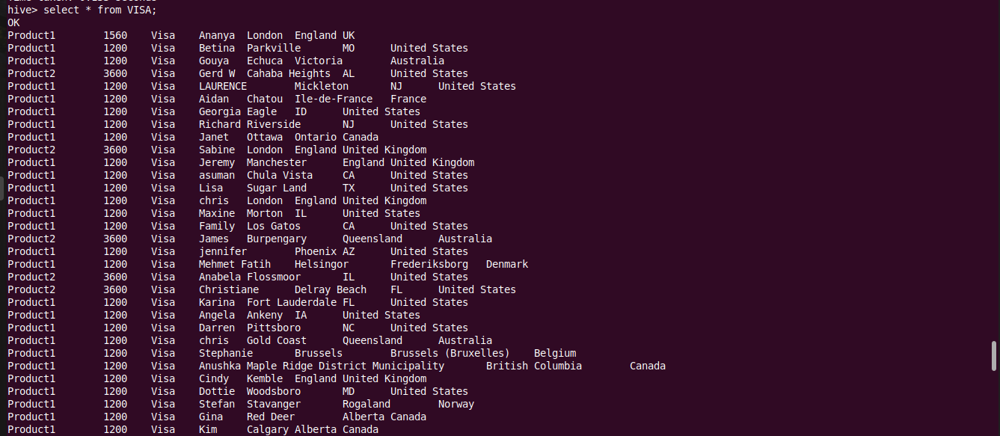 hive> select * from VISA;
OK
Product1 1560 Visa Ananya London England UK
Product1 1200 Visa Betina Parkville MO United States
Product1 1200 Visa Gouya Echuca Victoria Australia
Product2 3600 Visa Gerd W Cahaba Heights AL United States
Product1 1200 Visa LAURENCE Mickleton NJ United States
Product1 1200 Visa Aidan Chatou Ile-de-France France
Product1 1200 Visa Georgia Eagle ID United States
Product1 1200 Visa Richard Riverside NJ United States
Product1 1200 Visa Janet Ottawa Ontario Canada
Product2 3600 Visa Sabine London England United Kingdom
Product1 1200 Visa Jeremy Manchester England United Kingdom
Product1 1200 Visa asuman Chula Vista CA United States
Product1 1200 Visa Lisa Sugar Land TX United States
Product1 1200 Visa chris London England United Kingdom
Product1 1200 Visa Maxine Morton IL United States
Product1 1200 Visa Family Los Gatos CA United States
Product2 3600 Visa James Burpengary Queensland Australia
Product1 1200 Visa jennifer Phoenix AZ United States
Product1 1200 Visa Mehmet Fatih Helsingor Frederiksborg Denmark
Product2 3600 Visa Anabela Flossmoor IL United States
Product2 3600 Visa Christiane Delray Beach FL United States
Product1 1200 Visa Karina Fort Lauderdale FL United States
Product1 1200 Visa Angela Ankeny IA United States
Product1 1200 Visa Darren Pittsboro NC United States
Product1 1200 Visa chris Gold Coast Queensland Australia
Product1 1200 Visa Stephanie Brussels Brussels (Bruxelles) Belgium
Product1 1200 Visa Anushka Maple Ridge District Municipality British Columbia Canada
Product1 1200 Visa Cindy Kemble England United Kingdom
Product1 1200 Visa Dottie Woodsboro MD United States
Product1 1200 Visa Stefan Stavanger Rogaland Norway
Product1 1200 Visa Gina Red Deer Alberta Canada
Product1 1200 Visa Kim Calgary Alberta Canada